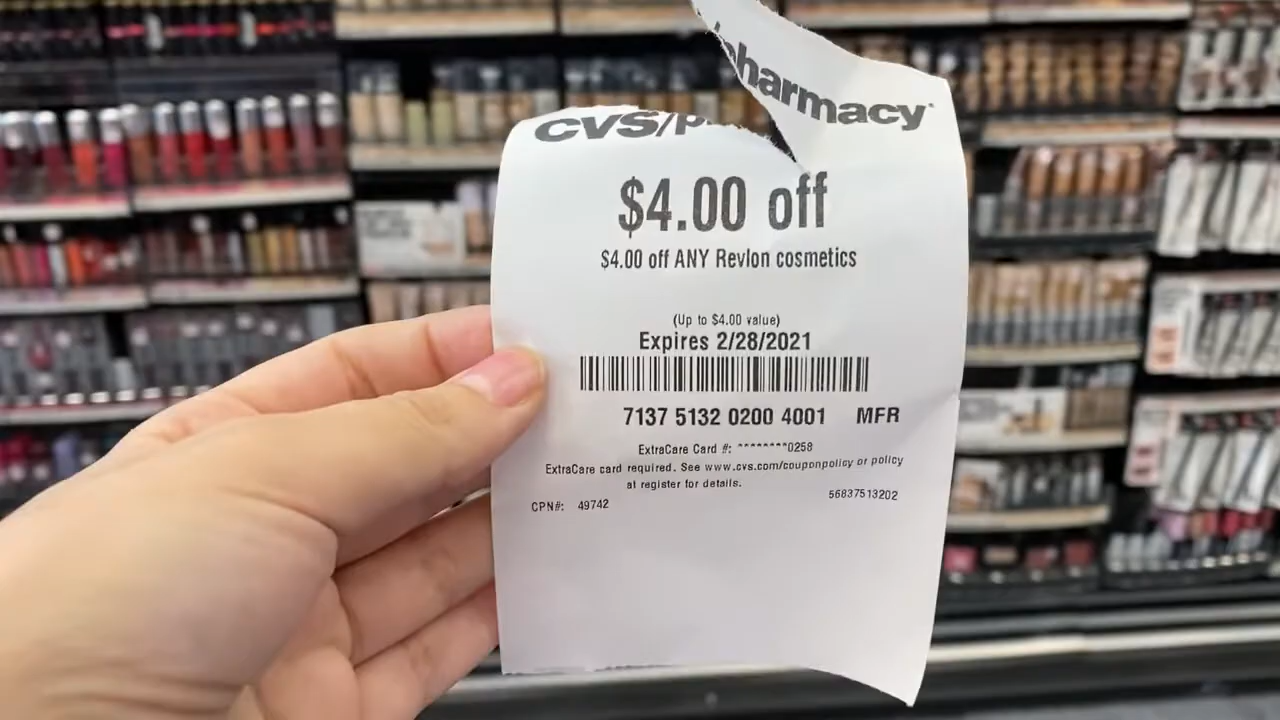 CVS/pharmacy
$4.00 off
$4.00 off ANY Revlon cosmetics
(Up to $4.00 value)
Expires 2/28/2021
7137 5132 0200 4001 MFR
ExtraCare Card #: ********0258
ExtraCare card required. See www.cvs.com/couponpolicy or policy
at register for details.
CPN#: 49742
56837513202